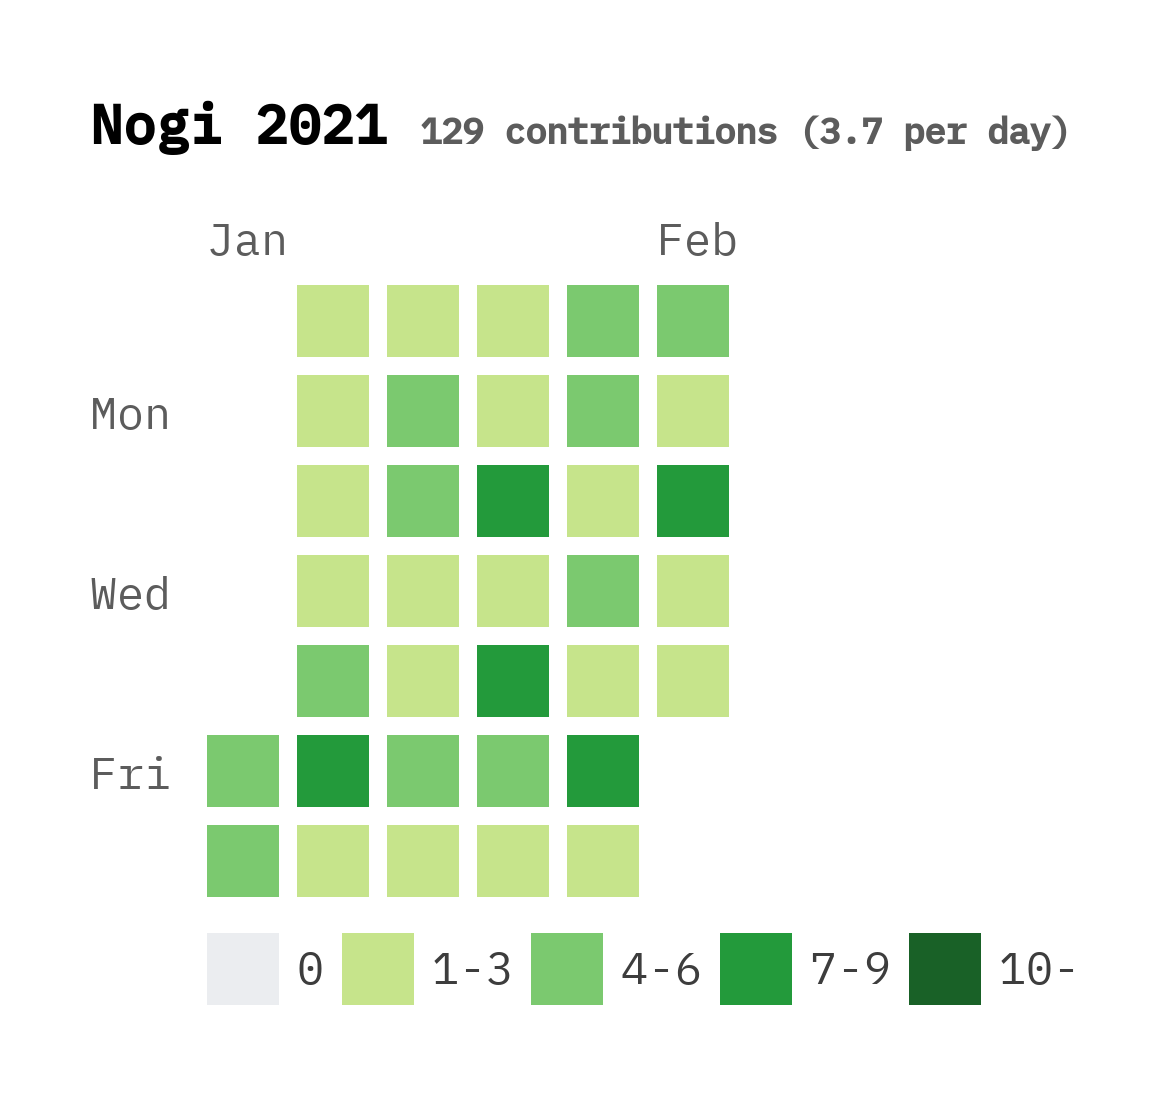 Nogi 2021 129 contributions (3.7 per day)
Jan Feb
Mon
Wed
Fri
0 1-3 4-6 7-9 10-